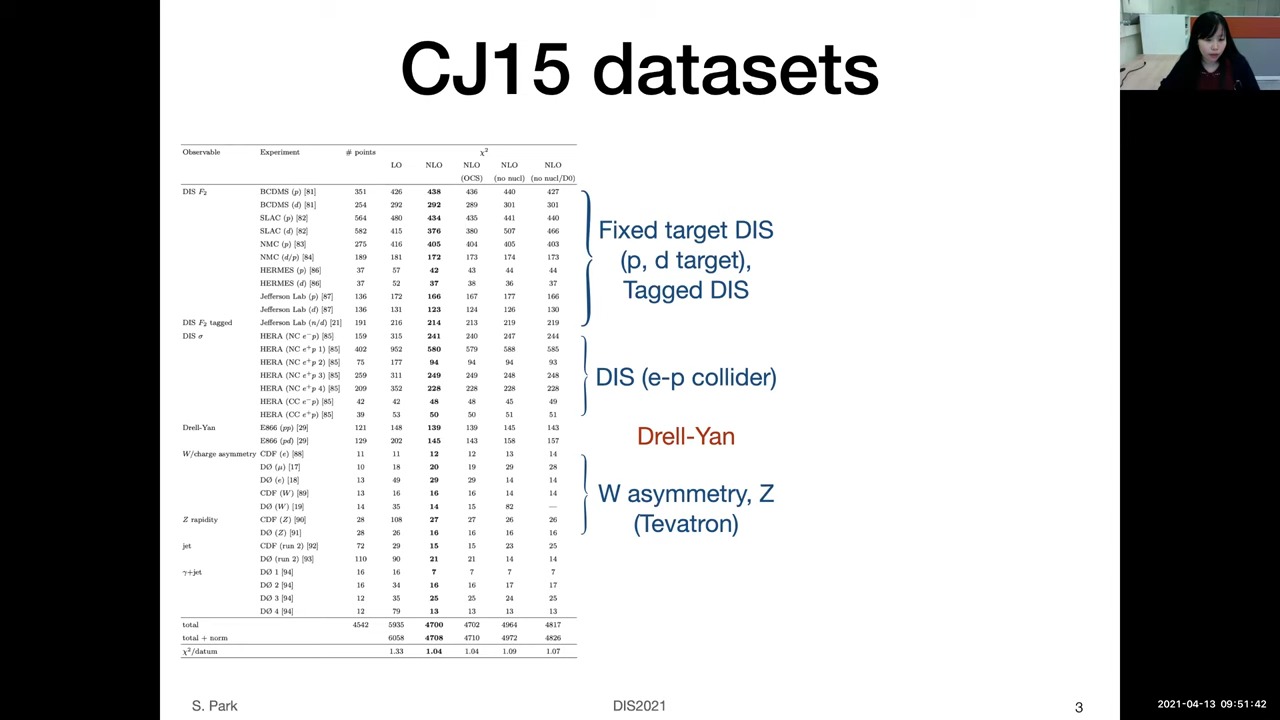 CJ15 datasets
Observable Experiment # points χ²
LO NLO NLO NLO NLO
(OCS) (no nucl) (no nucl/D0)
DIS F₂ BCDMS (p) [81] 351 426 438 436 440 427
BCDMS (d) [81] 254 292 292 289 301 301
SLAC (p) [82] 564 480 434 435 441 440
SLAC (d) [82] 582 415 376 380 507 466
NMC (p) [83] 275 416 405 404 405 403
NMC (d/p) [84] 189 181 172 173 174 173
HERMES (p) [86] 37 57 42 43 44 44
HERMES (d) [86] 37 52 37 38 36 37
Jefferson Lab (p) [87] 136 172 166 167 177 166
Jefferson Lab (d) [87] 136 131 123 124 126 130
DIS F₂ tagged Jefferson Lab (n/d) [21] 191 216 214 213 219 219
DIS σ HERA (NC e⁻p) [85] 159 315 241 240 247 244
HERA (NC e⁺p 1) [85] 402 952 580 579 588 585
HERA (NC e⁺p 2) [85] 75 177 94 94 94 93
HERA (NC e⁺p 3) [85] 259 311 249 249 248 248
HERA (NC e⁺p 4) [85] 209 352 228 228 228 228
HERA (CC e⁻p) [85] 42 42 48 48 45 49
HERA (CC e⁺p) [85] 39 53 50 50 51 51
Drell-Yan E866 (pp) [29] 121 148 139 139 145 143
E866 (pd) [29] 129 202 145 143 158 157
W/charge asymmetry CDF (e) [88] 11 11 12 12 13 14
DØ (μ) [17] 10 18 20 19 29 28
DØ (e) [18] 13 49 29 29 14 14
CDF (W) [89] 13 16 16 16 14 14
DØ (W) [19] 14 35 14 15 82 —
Z rapidity CDF (Z) [90] 28 108 27 27 26 26
DØ (Z) [91] 28 26 16 16 16 16
jet CDF (run 2) [92] 72 29 15 15 23 25
DØ (run 2) [93] 110 90 21 21 14 14
γ+jet DØ 1 [94] 16 16 7 7 7 7
DØ 2 [94] 16 34 16 16 17 17
DØ 3 [94] 12 35 25 25 24 25
DØ 4 [94] 12 79 13 13 13 13
total 4542 5935 4700 4702 4964 4817
total + norm 6058 4708 4710 4972 4826
χ²/datum 1.33 1.04 1.04 1.09 1.07
Fixed target DIS
(p, d target),
Tagged DIS
DIS (e-p collider)
Drell-Yan
W asymmetry, Z
(Tevatron)
S. Park
DIS2021
3
2021-04-13 09:51:42